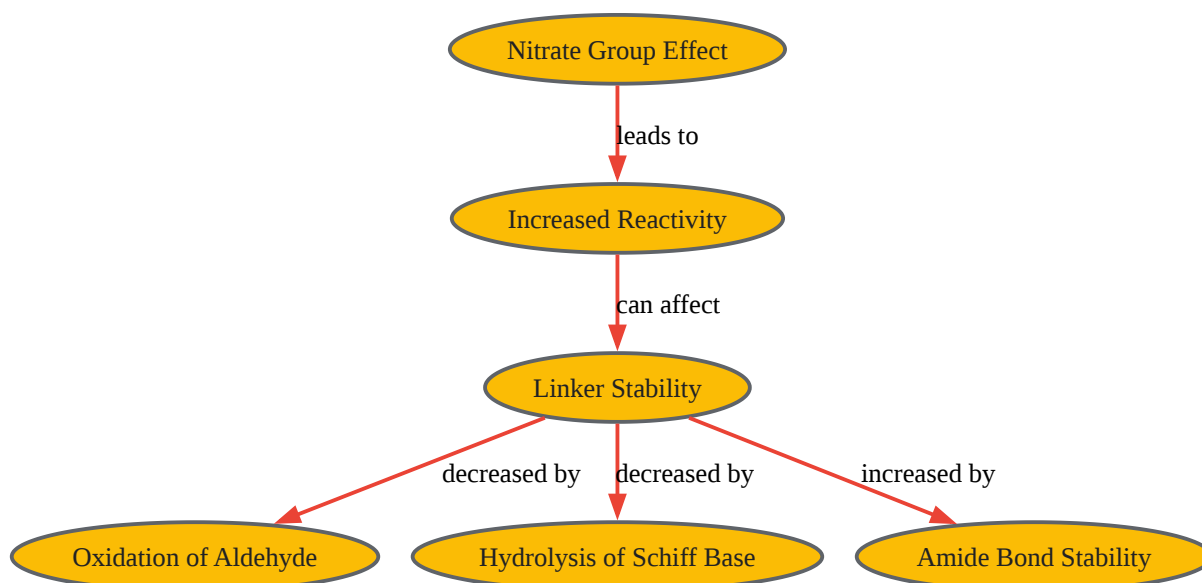 Nitrate Group Effect
leads to
Increased Reactivity
can affect
Linker Stability
decreased by
decreased by
increased by
Oxidation of Aldehyde
Hydrolysis of Schiff Base
Amide Bond Stability